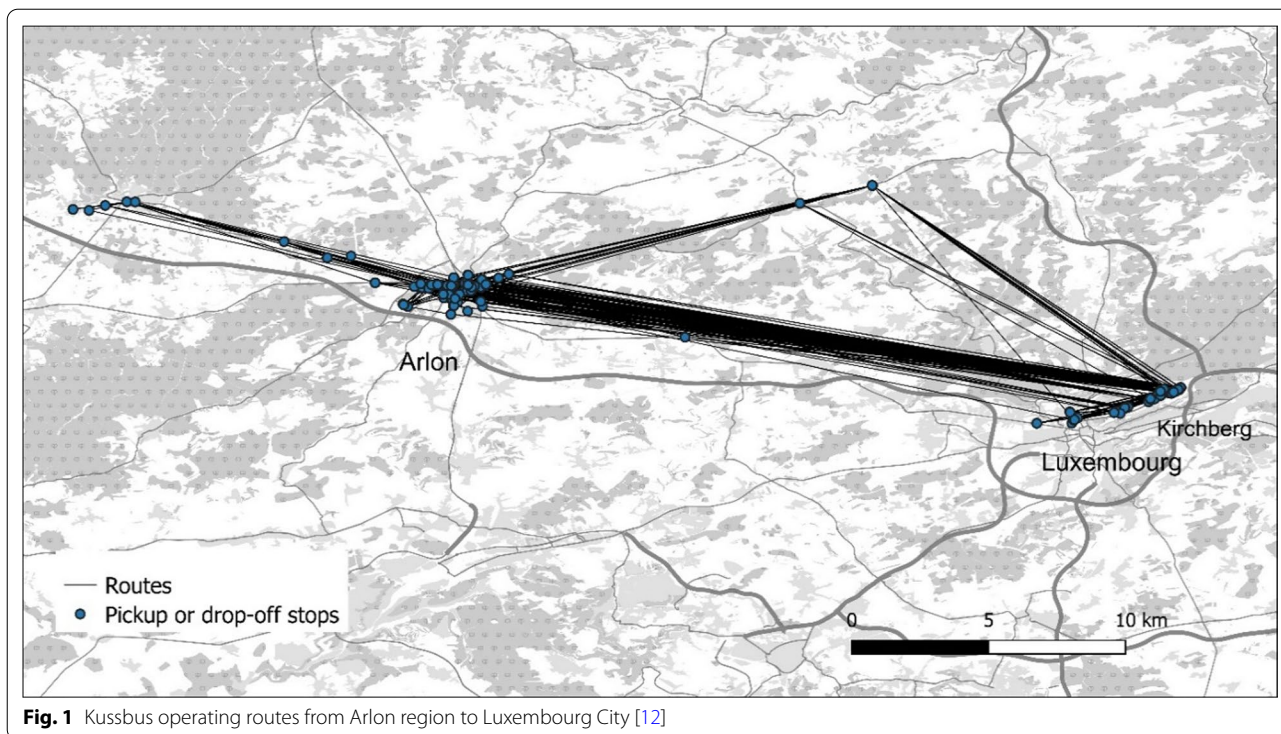 Arlon
Kirchberg
Luxembourg
Routes
Pickup or drop-off stops
0 5 10 km
Fig. 1 Kussbus operating routes from Arlon region to Luxembourg City [12]